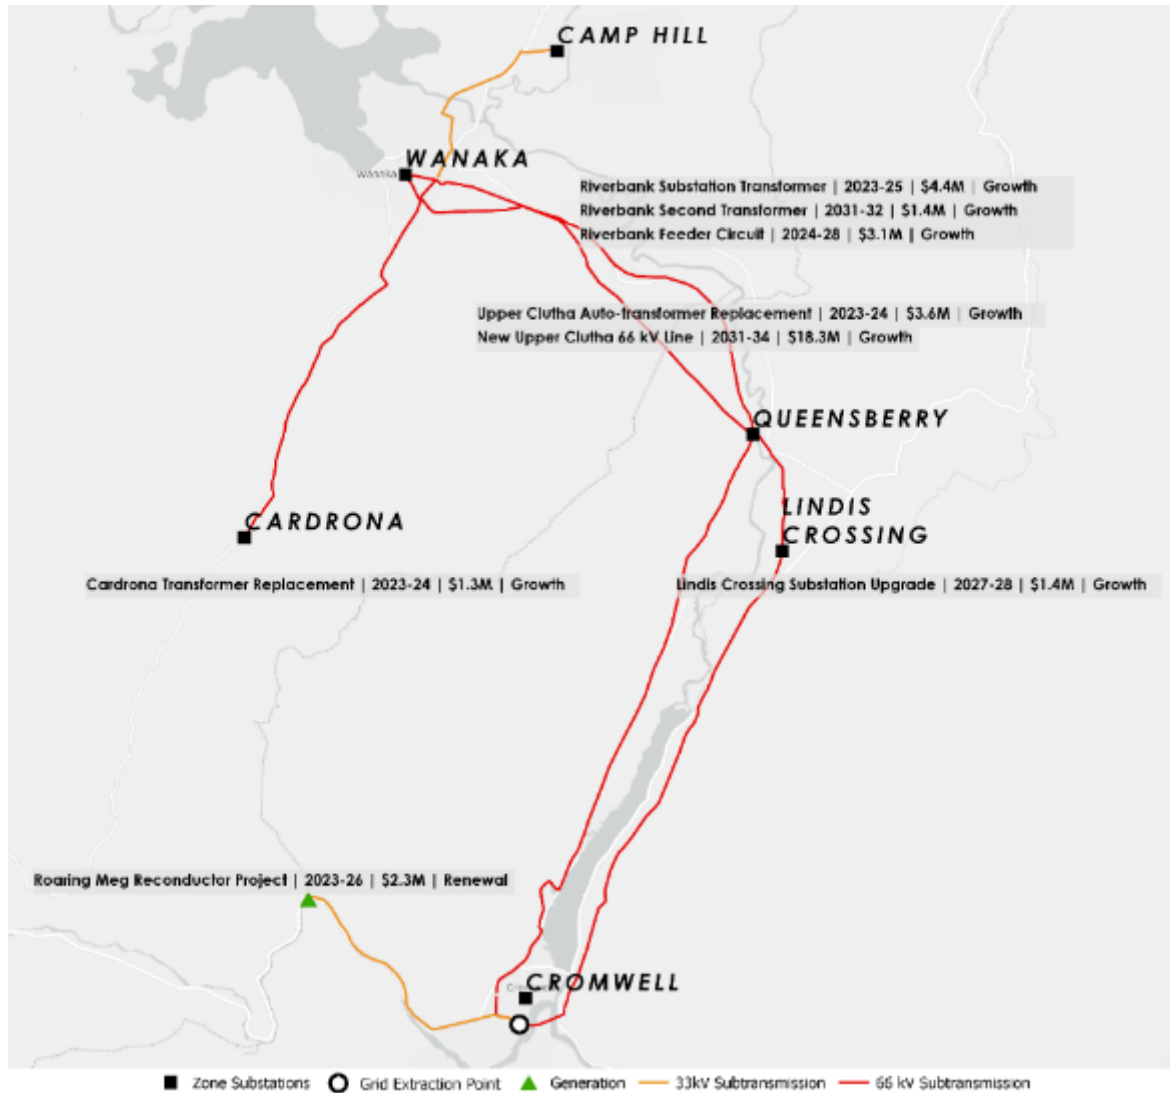 CAMP HILL
WANAKA
Wanaka
Riverbank Substation Transformer | 2023-25 | $4.4M | Growth
Riverbank Second Transformer | 2031-32 | $1.4M | Growth
Riverbank Feeder Circuit | 2024-28 | $3.1M | Growth
Upper Clutha Auto-transformer Replacement | 2023-24 | $3.6M | Growth
New Upper Clutha 66 kV Line | 2031-34 | $18.3M | Growth
QUEENSBERRY
LINDIS
CROSSING
CARDRONA
Cardrona Transformer Replacement | 2023-24 | $1.3M | Growth
Lindis Crossing Substation Upgrade | 2027-28 | $1.4M | Growth
Roaring Meg Reconductor Project | 2023-26 | $2.3M | Renewal
CROMWELL
Zone Substations
Grid Extraction Point
Generation
33kV Subtransmission
66 kV Subtransmission